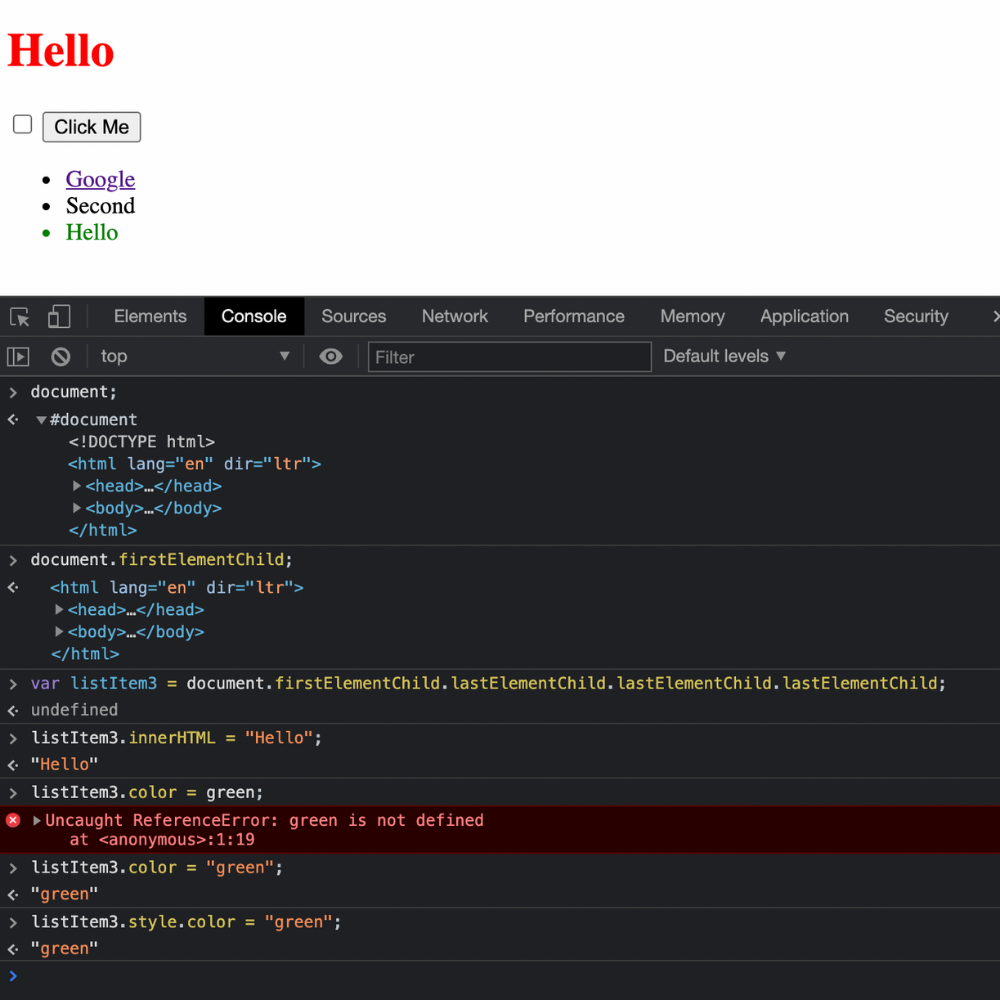 Hello
Click Me
Google
Second
Hello
Elements Console Sources Network Performance Memory Application Security
top Filter Default levels
document;
#document
<!DOCTYPE html>
<html lang="en" dir="ltr">
<head>…</head>
<body>…</body>
</html>
document.firstElementChild;
<html lang="en" dir="ltr">
<head>…</head>
<body>…</body>
</html>
var listItem3 = document.firstElementChild.lastElementChild.lastElementChild.lastElementChild;
undefined
listItem3.innerHTML = "Hello";
"Hello"
listItem3.color = green;
Uncaught ReferenceError: green is not defined
at <anonymous>:1:19
listItem3.color = "green";
"green"
listItem3.style.color = "green";
"green"